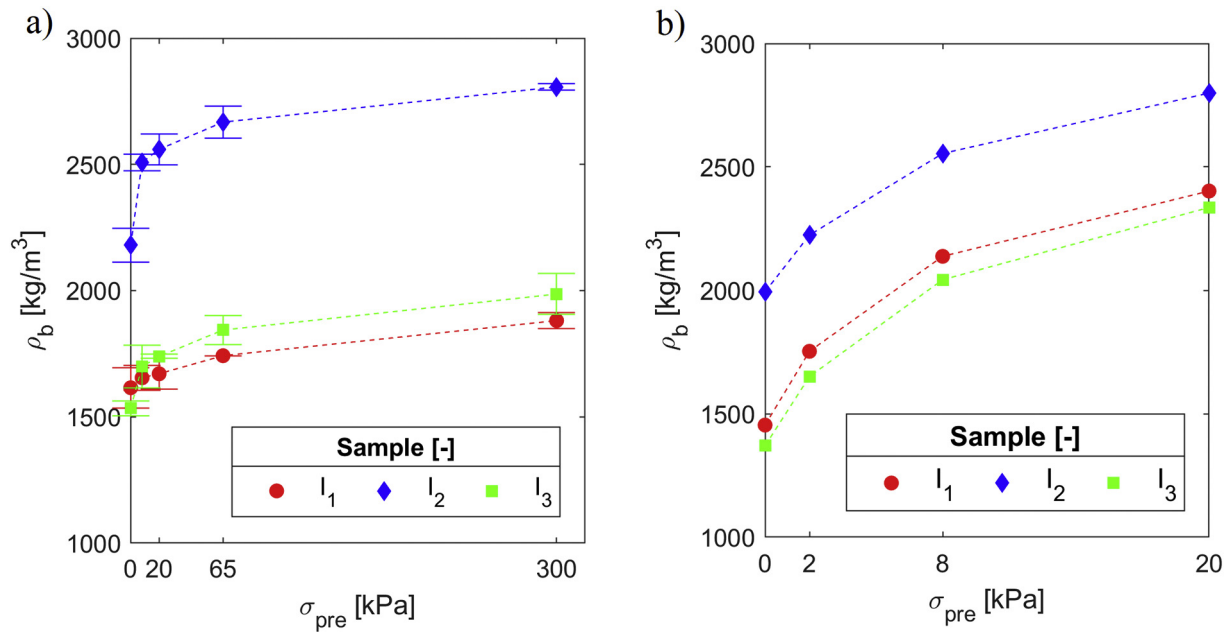 a)
3000
2500
2000
1500
1000
ρb [kg/m3]
Sample [-]
I1 I2 I3
0 20 65 300
σpre [kPa]
b)
3000
2500
2000
1500
1000
ρb [kg/m3]
Sample [-]
I1 I2 I3
0 2 8 20
σpre [kPa]